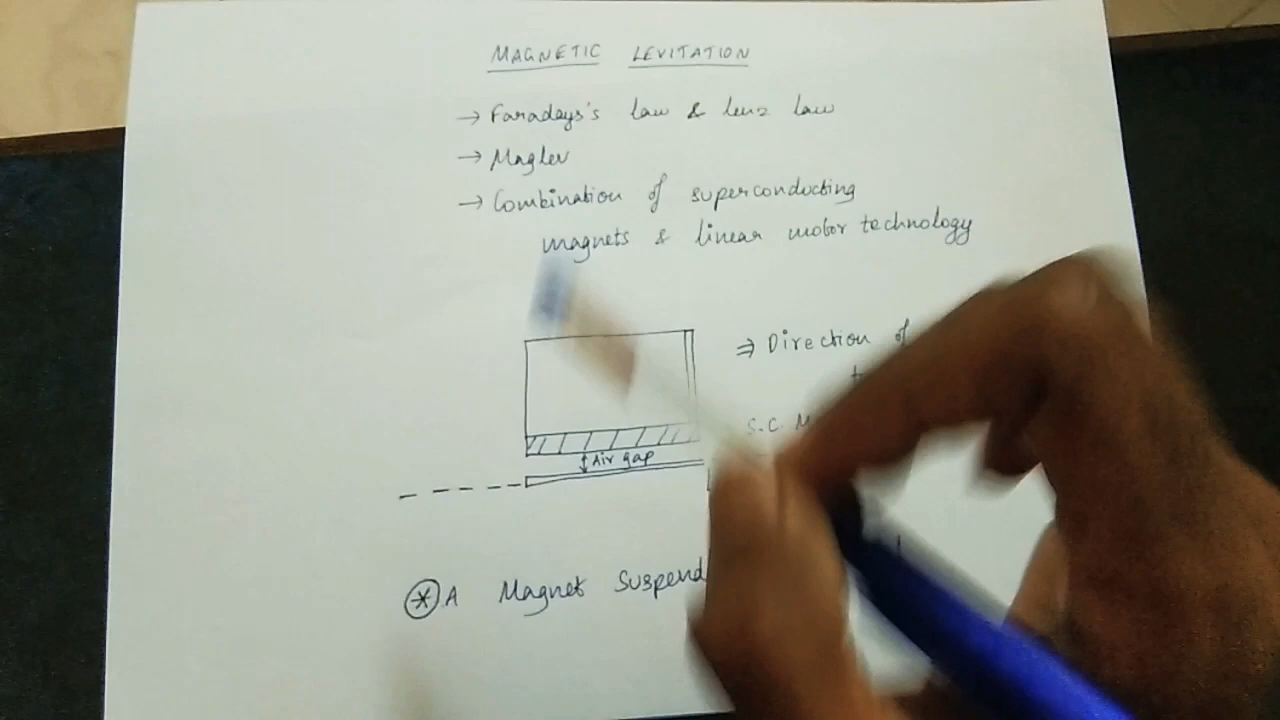 MAGNETIC LEVITATION
→ Faradays's law & lenz law
→ Maglev
→ Combination of superconducting
magnets & linear motor technology
⇒ Direction of
S.C.
Air gap
* A Magnet Suspend